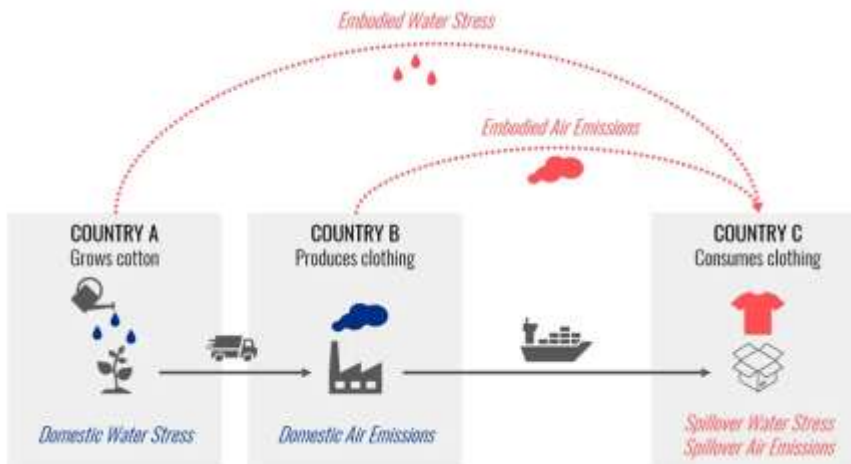 Embodied Water Stress
Embodied Air Emissions
COUNTRY A
Grows cotton
COUNTRY B
Produces clothing
COUNTRY C
Consumes clothing
Domestic Water Stress
Domestic Air Emissions
Spillover Water Stress
Spillover Air Emissions